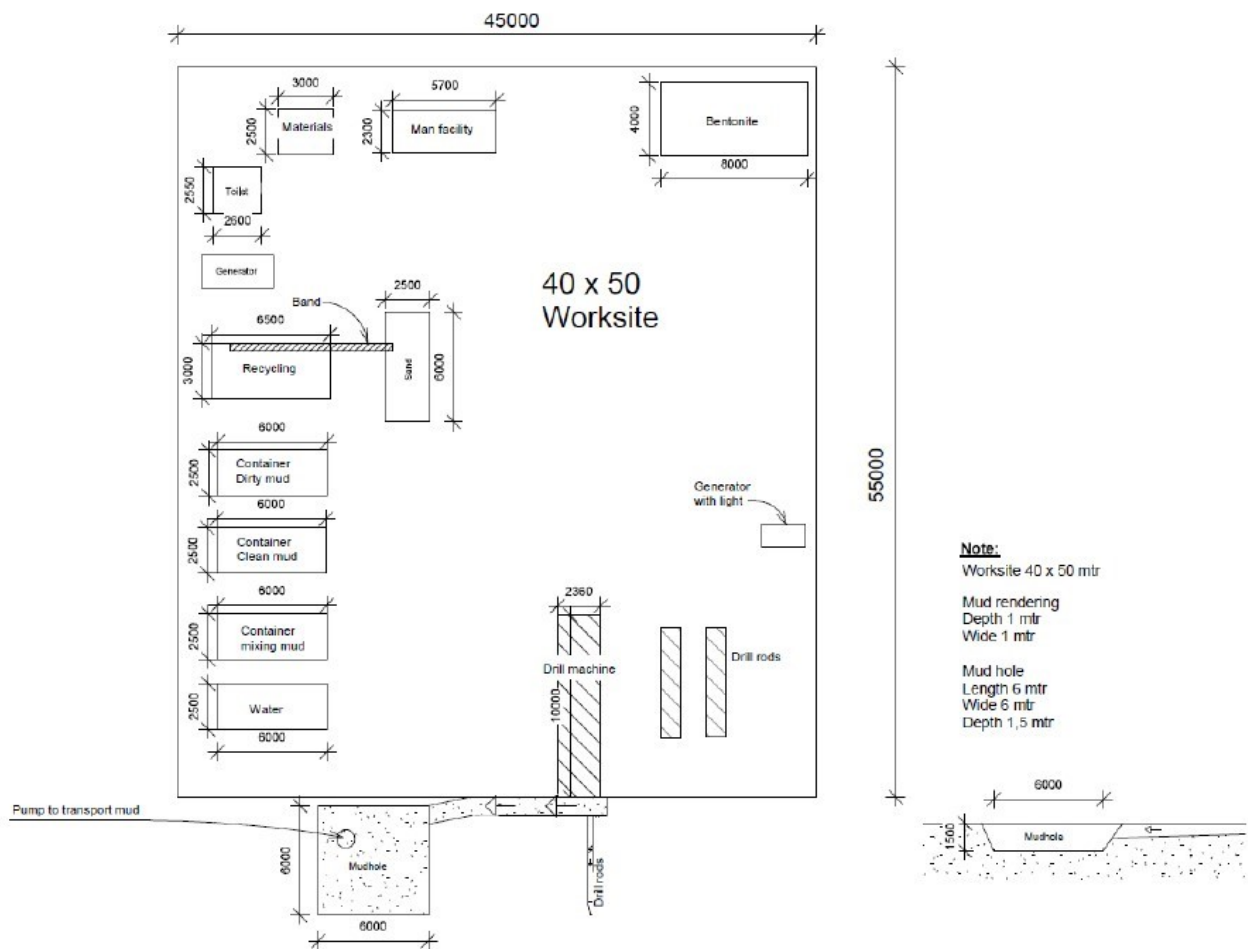 45000
3000
5700
2500
Materials
2300
Man facility
4000
Bentonite
8000
2550
Toilet
2600
Generator
40 x 50
Worksite
Band
2500
6500
3000
Recycling
Sand
6000
6000
2500
Container
Dirty mud
6000
2500
Container
Clean mud
6000
2500
Container
mixing mud
2500
Water
6000
Generator
with light
55000
2360
Drill machine
10000
Drill rods
Note:
Worksite 40 x 50 mtr
Mud rendering
Depth 1 mtr
Wide 1 mtr
Mud hole
Length 6 mtr
Wide 6 mtr
Depth 1,5 mtr
Pump to transport mud
6000
Mudhole
6000
Drill rods
6000
1500
Mudhole